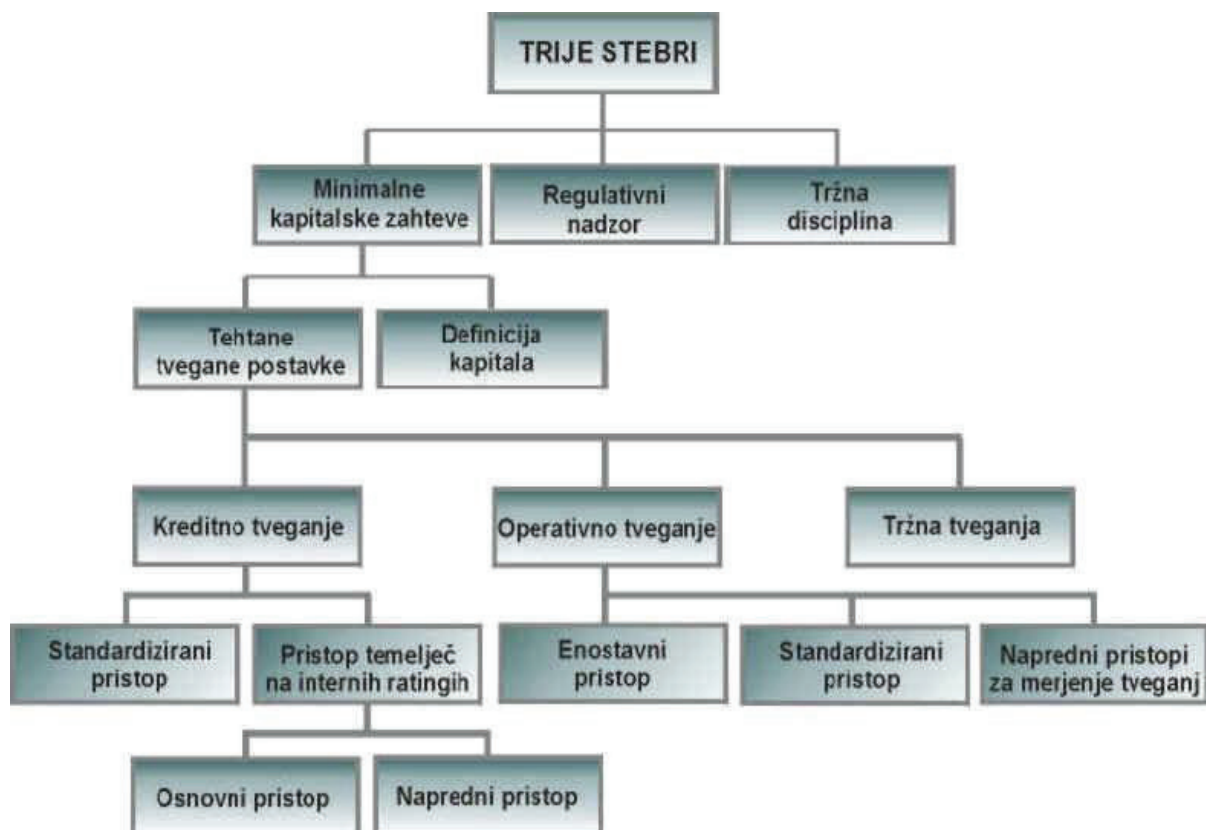 TRIJE STEBRI
Minimalne
kapitalske zahteve
Regulativni
nadzor
Tržna
disciplina
Tehtane
tvegane postavke
Definicija
kapitala
Kreditno tveganje
Operativno tveganje
Tržna tveganja
Standardizirani
pristop
Pristop temelječ
na internih ratingih
Enostavni
pristop
Standardizirani
pristop
Napredni pristopi
za merjenje tveganj
Osnovni pristop
Napredni pristop